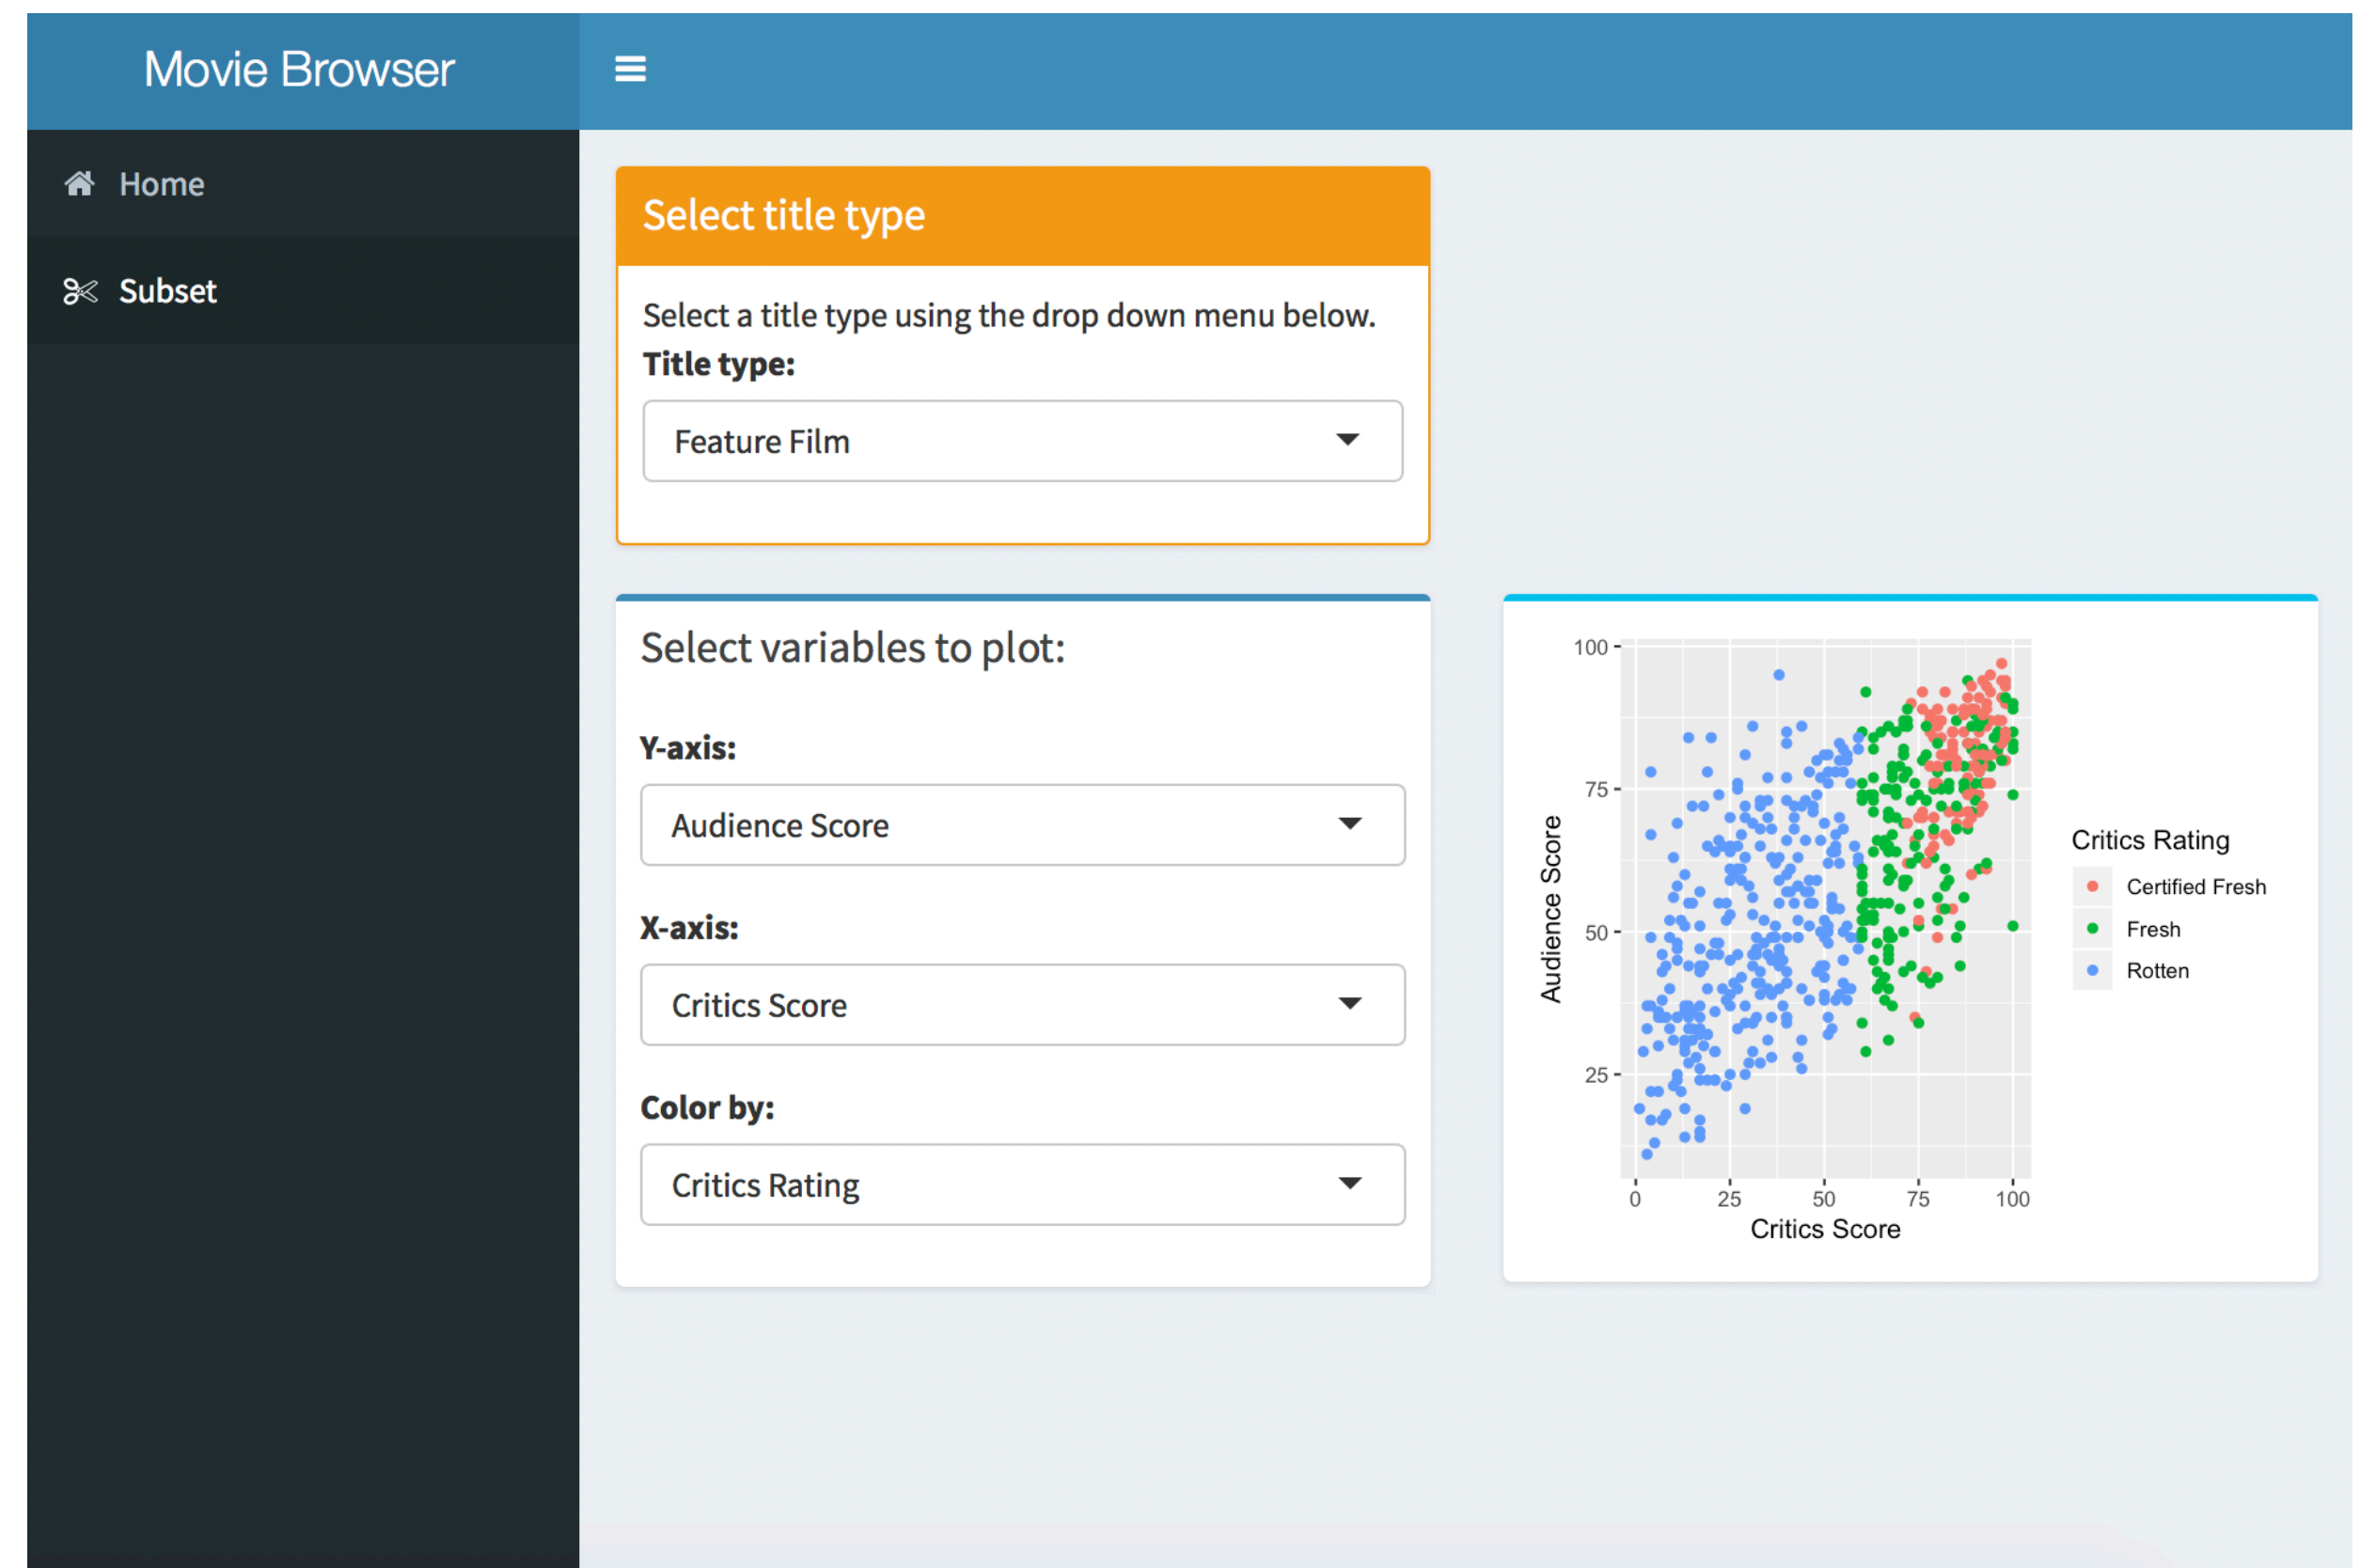 Movie Browser
Home
Subset
Select title type
Select a title type using the drop down menu below.
Title type:
Feature Film
Select variables to plot:
Y-axis:
Audience Score
X-axis:
Critics Score
Color by:
Critics Rating
100
75
50
25
Audience Score
0 25 50 75 100
Critics Score
Critics Rating
Certified Fresh
Fresh
Rotten